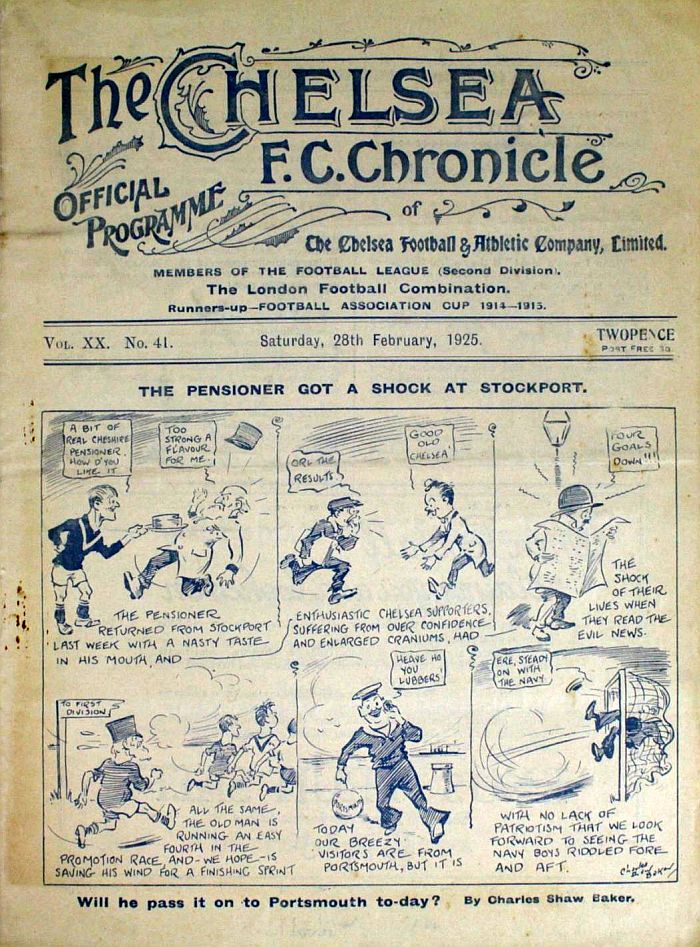 The CHELSEA
F.C. Chronicle
OFFICIAL
PROGRAMME
of
The Chelsea Football & Athletic Company, Limited.
MEMBERS OF THE FOOTBALL LEAGUE (Second Division).
The London Football Combination.
Runners-up—FOOTBALL ASSOCIATION CUP 1914—1915.
VOL. XX. No. 41.
Saturday, 28th February, 1925.
TWOPENCE
POST FREE 3D.
THE PENSIONER GOT A SHOCK AT STOCKPORT.
A BIT OF
REAL CHESHIRE
PENSIONER.
HOW D'YOU
LIKE IT
TOO
STRONG A
FLAVOUR
FOR ME.
THE PENSIONER
RETURNED FROM STOCKPORT
LAST WEEK WITH A NASTY TASTE
IN HIS MOUTH, AND
ORL THE
RESULTS
GOOD
OLD
CHELSEA
ENTHUSIASTIC CHELSEA SUPPORTERS,
SUFFERING FROM OVER CONFIDENCE
AND ENLARGED CRANIUMS, HAD
FOUR
GOALS
DOWN!!!
THE
SHOCK
OF THEIR
LIVES WHEN
THEY READ THE
EVIL NEWS.
TO FIRST
DIVISION
ALL THE SAME,
THE OLD MAN IS
RUNNING AN EASY
FOURTH IN THE
PROMOTION RACE, AND-WE HOPE-IS
SAVING HIS WIND FOR A FINISHING SPRINT
HEAVE HO
YOU
LUBBERS
PORTSMOUTH
TODAY
OUR BREEZY
VISITORS ARE FROM
PORTSMOUTH, BUT IT IS
ERE, STEADY
ON WITH
THE NAVY
WITH NO LACK OF
PATRIOTISM THAT WE LOOK
FORWARD TO SEEING THE
NAVY BOYS RIDDLED FORE
AND AFT.
Charles
Shaw Baker
Will he pass it on to Portsmouth to-day? By Charles Shaw Baker.